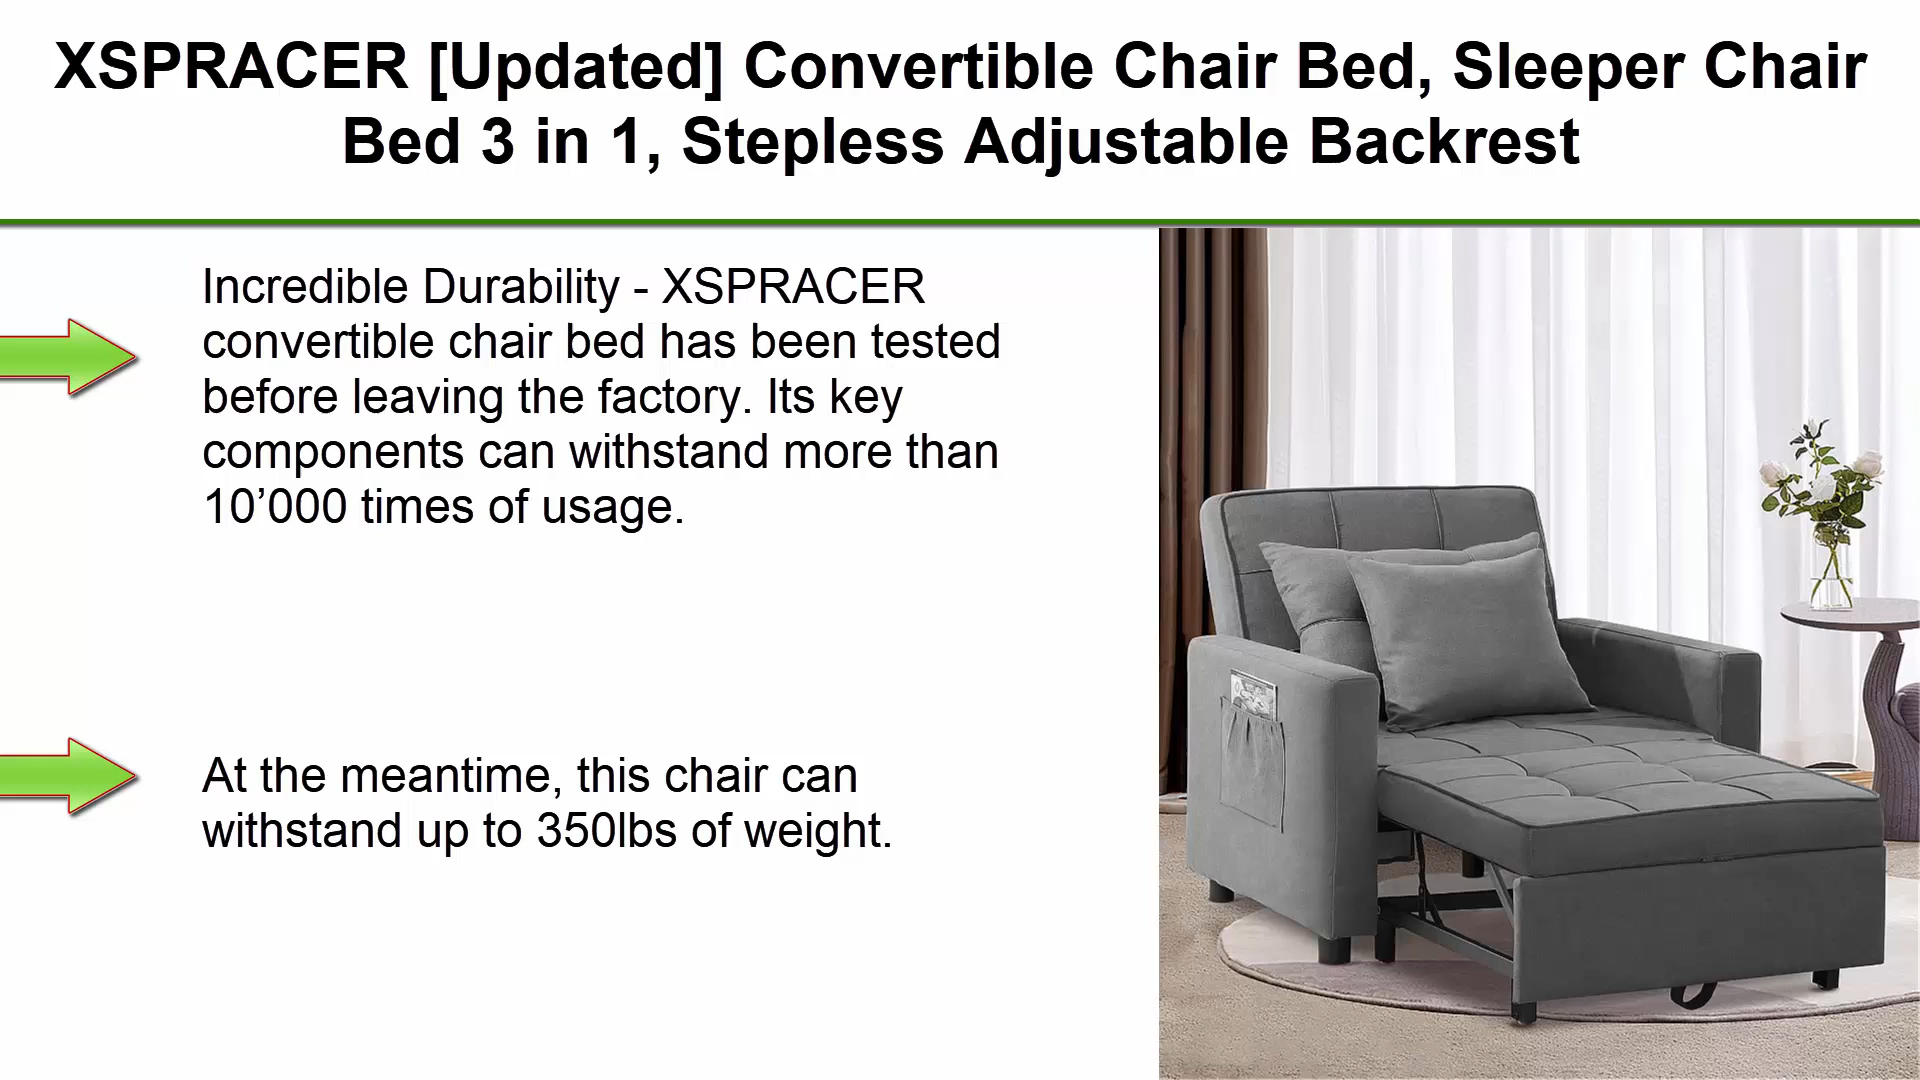 XSPRACER [Updated] Convertible Chair Bed, Sleeper Chair
Bed 3 in 1, Stepless Adjustable Backrest
Incredible Durability - XSPRACER
convertible chair bed has been tested
before leaving the factory. Its key
components can withstand more than
10’000 times of usage.
At the meantime, this chair can
withstand up to 350lbs of weight.